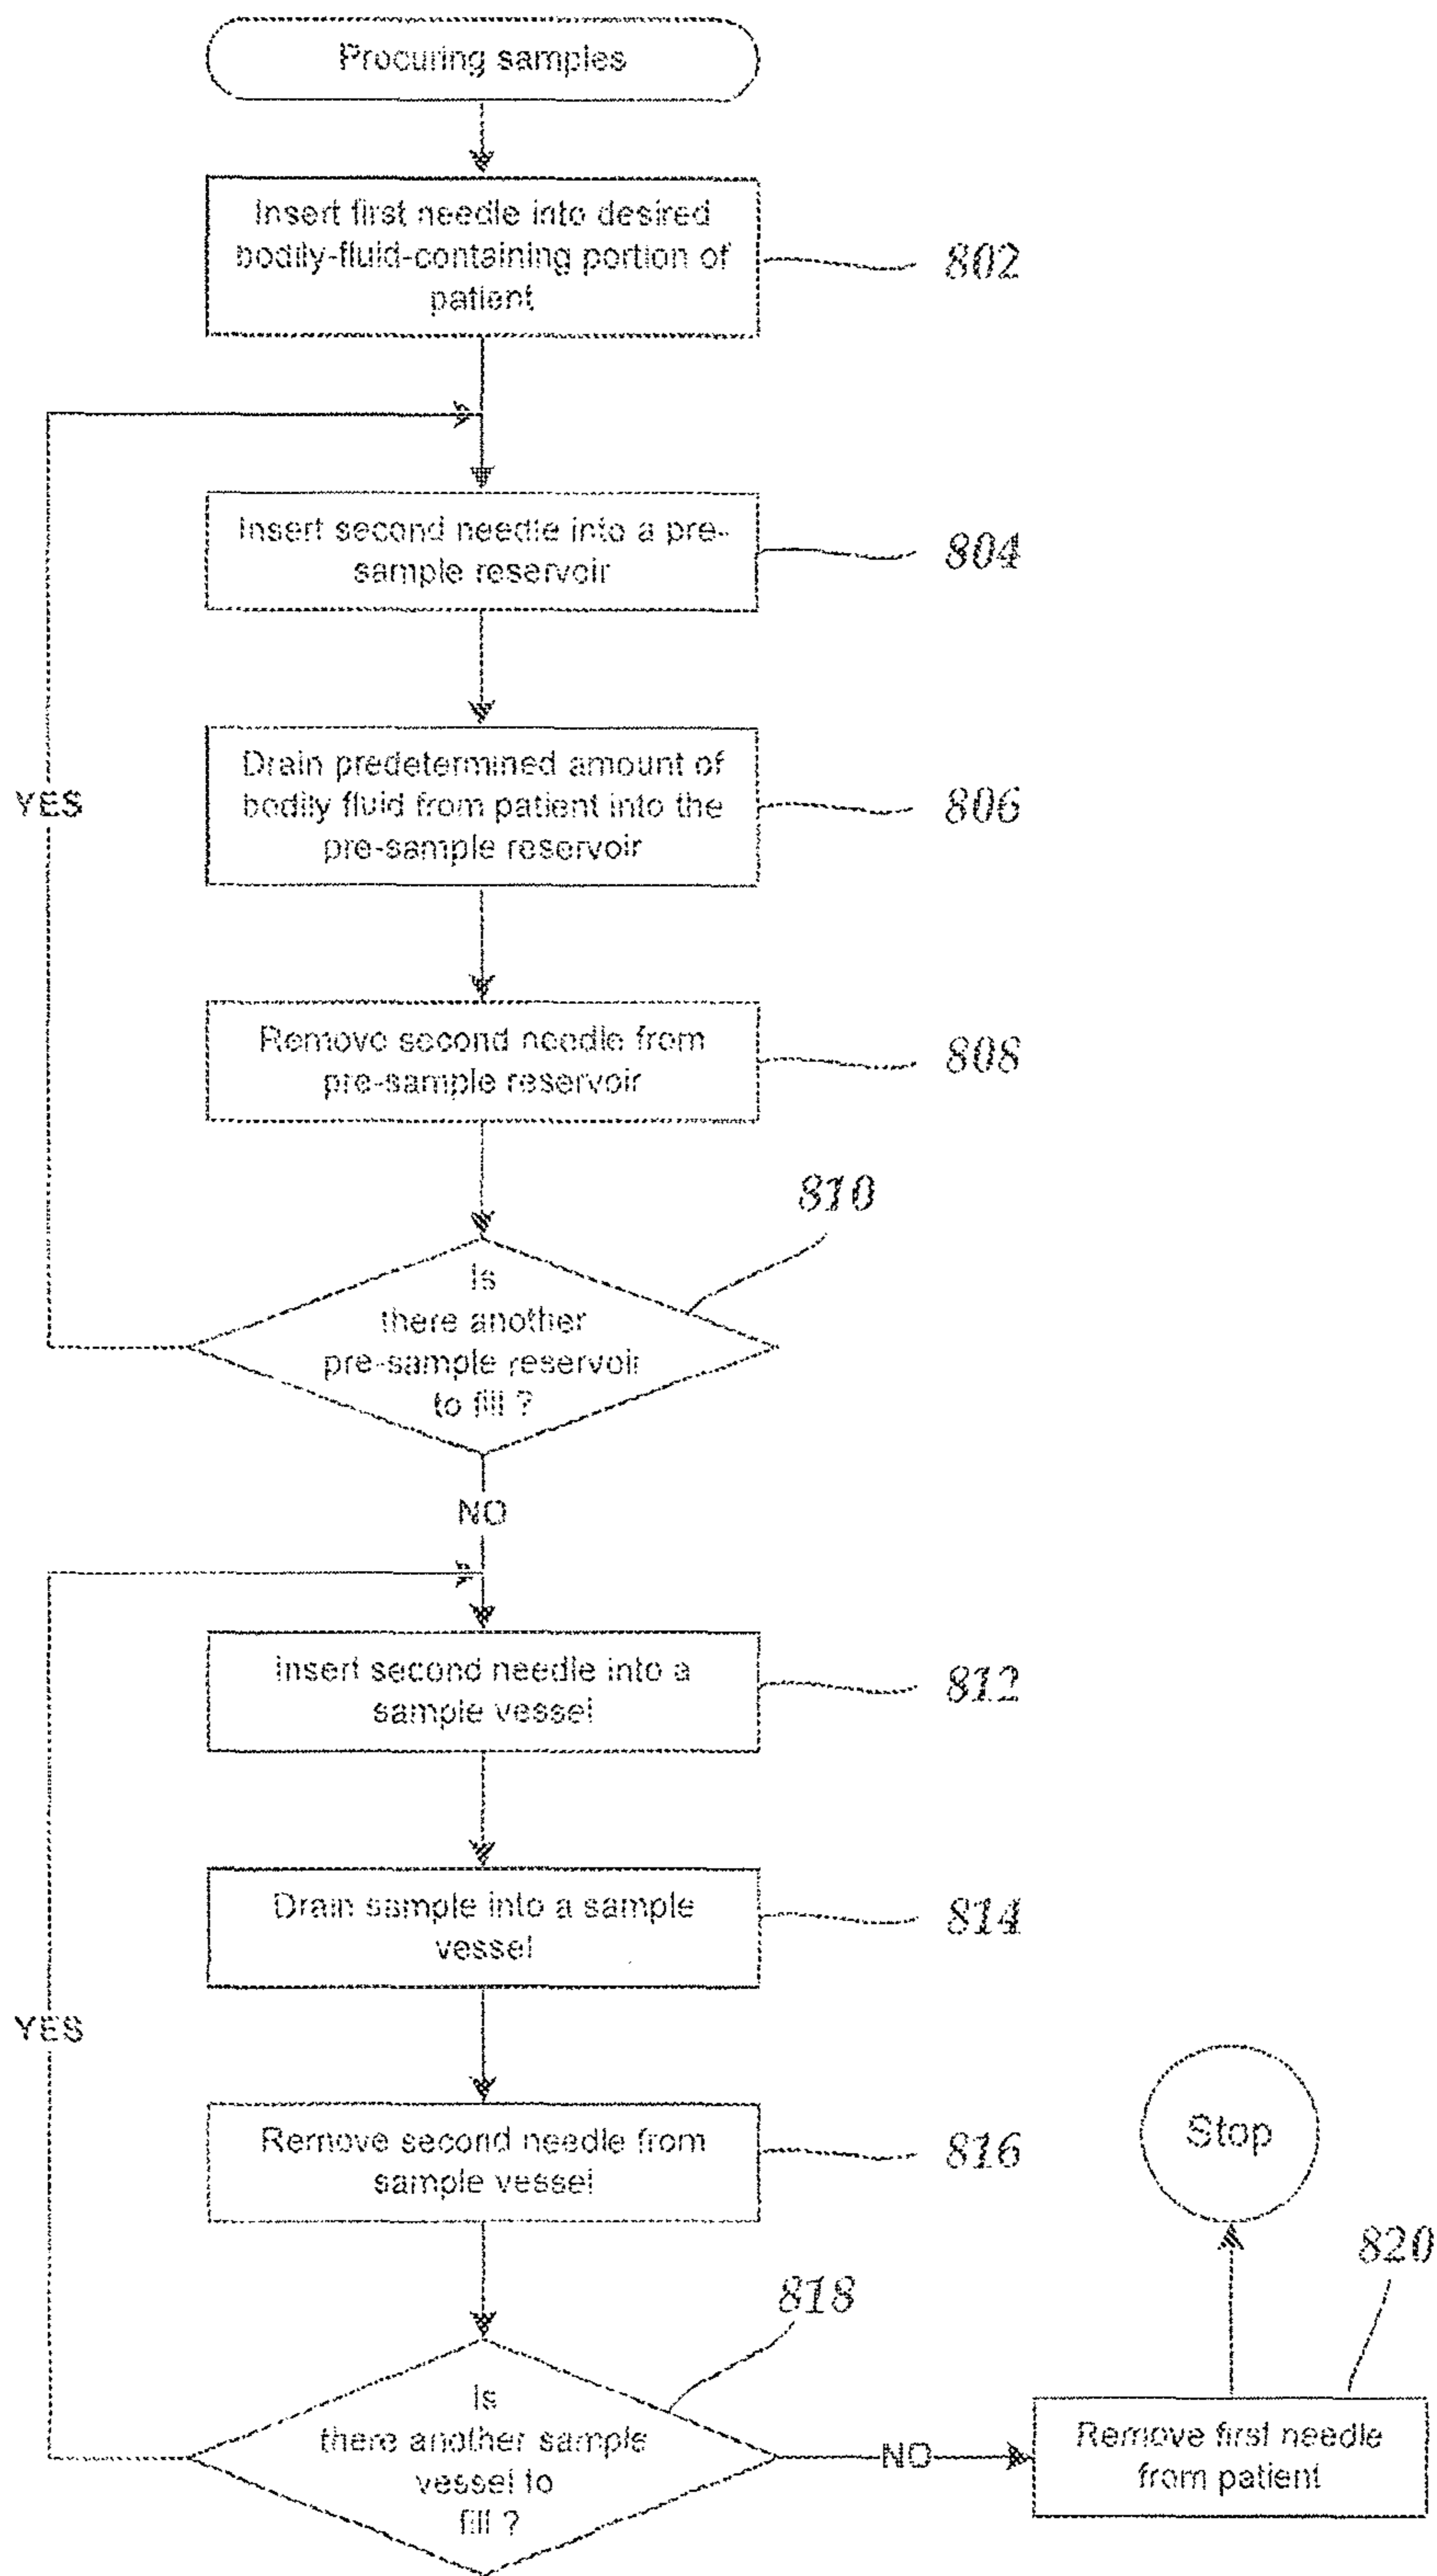 Procuring samples
Insert first needle into desired
bodily-fluid-containing portion of
patient
802
Insert second needle into a pre-
sample reservoir
804
YES
Drain predetermined amount of
bodily fluid from patient into the
pre-sample reservoir
806
Remove second needle from
pre-sample reservoir
808
810
Is
there another
pre-sample reservoir
to fill ?
NO
Insert second needle into a
sample vessel
812
Drain sample into a sample
vessel
814
YES
Remove second needle from
sample vessel
816
Stop
820
818
Is
there another sample
vessel to
fill ?
NO
Remove first needle
from patient